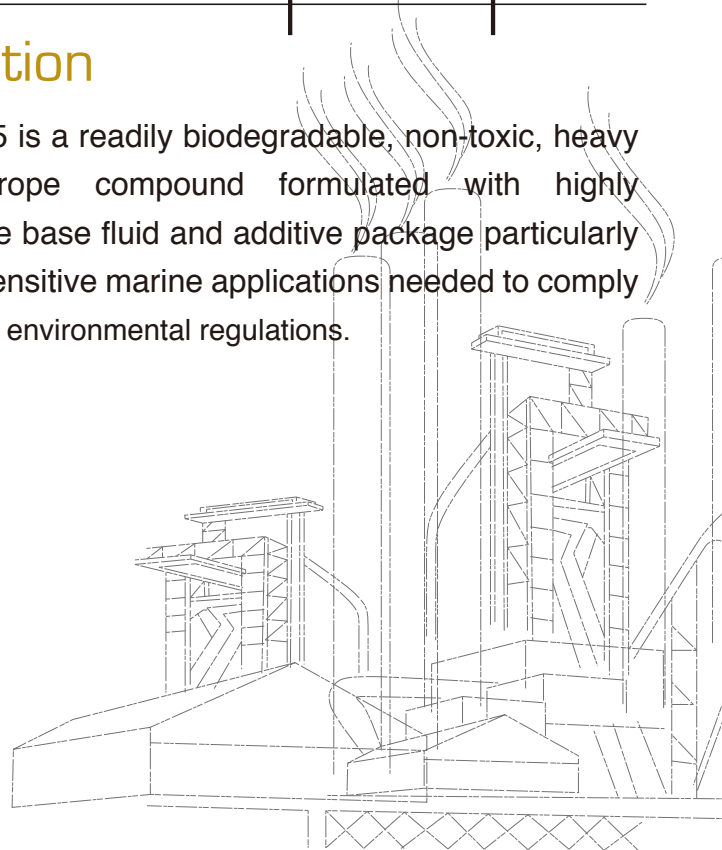 tion
5 is a readily biodegradable, non-toxic, heavy
rope compound formulated with highly
e base fluid and additive package particularly
ensitive marine applications needed to comply
environmental regulations.